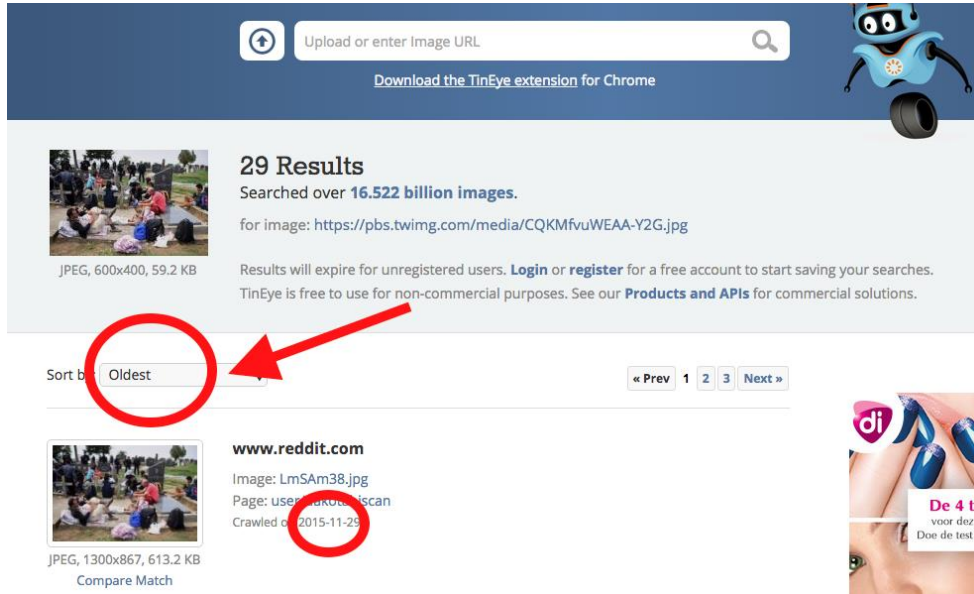 Upload or enter Image URL
Download the TinEye extension for Chrome
29 Results
Searched over 16.522 billion images.
for image: https://pbs.twimg.com/media/CQKMfvuWEAA-Y2G.jpg
JPEG, 600x400, 59.2 KB
Results will expire for unregistered users. Login or register for a free account to start saving your searches.
TinEye is free to use for non-commercial purposes. See our Products and APIs for commercial solutions.
Sort by Oldest
« Prev 1 2 3 Next »
www.reddit.com
Image: LmSAm38.jpg
Page:
Crawled on 2015-11-29
JPEG, 1300x867, 613.2 KB
Compare Match
di
De 4 t
voor dez
Doe de test